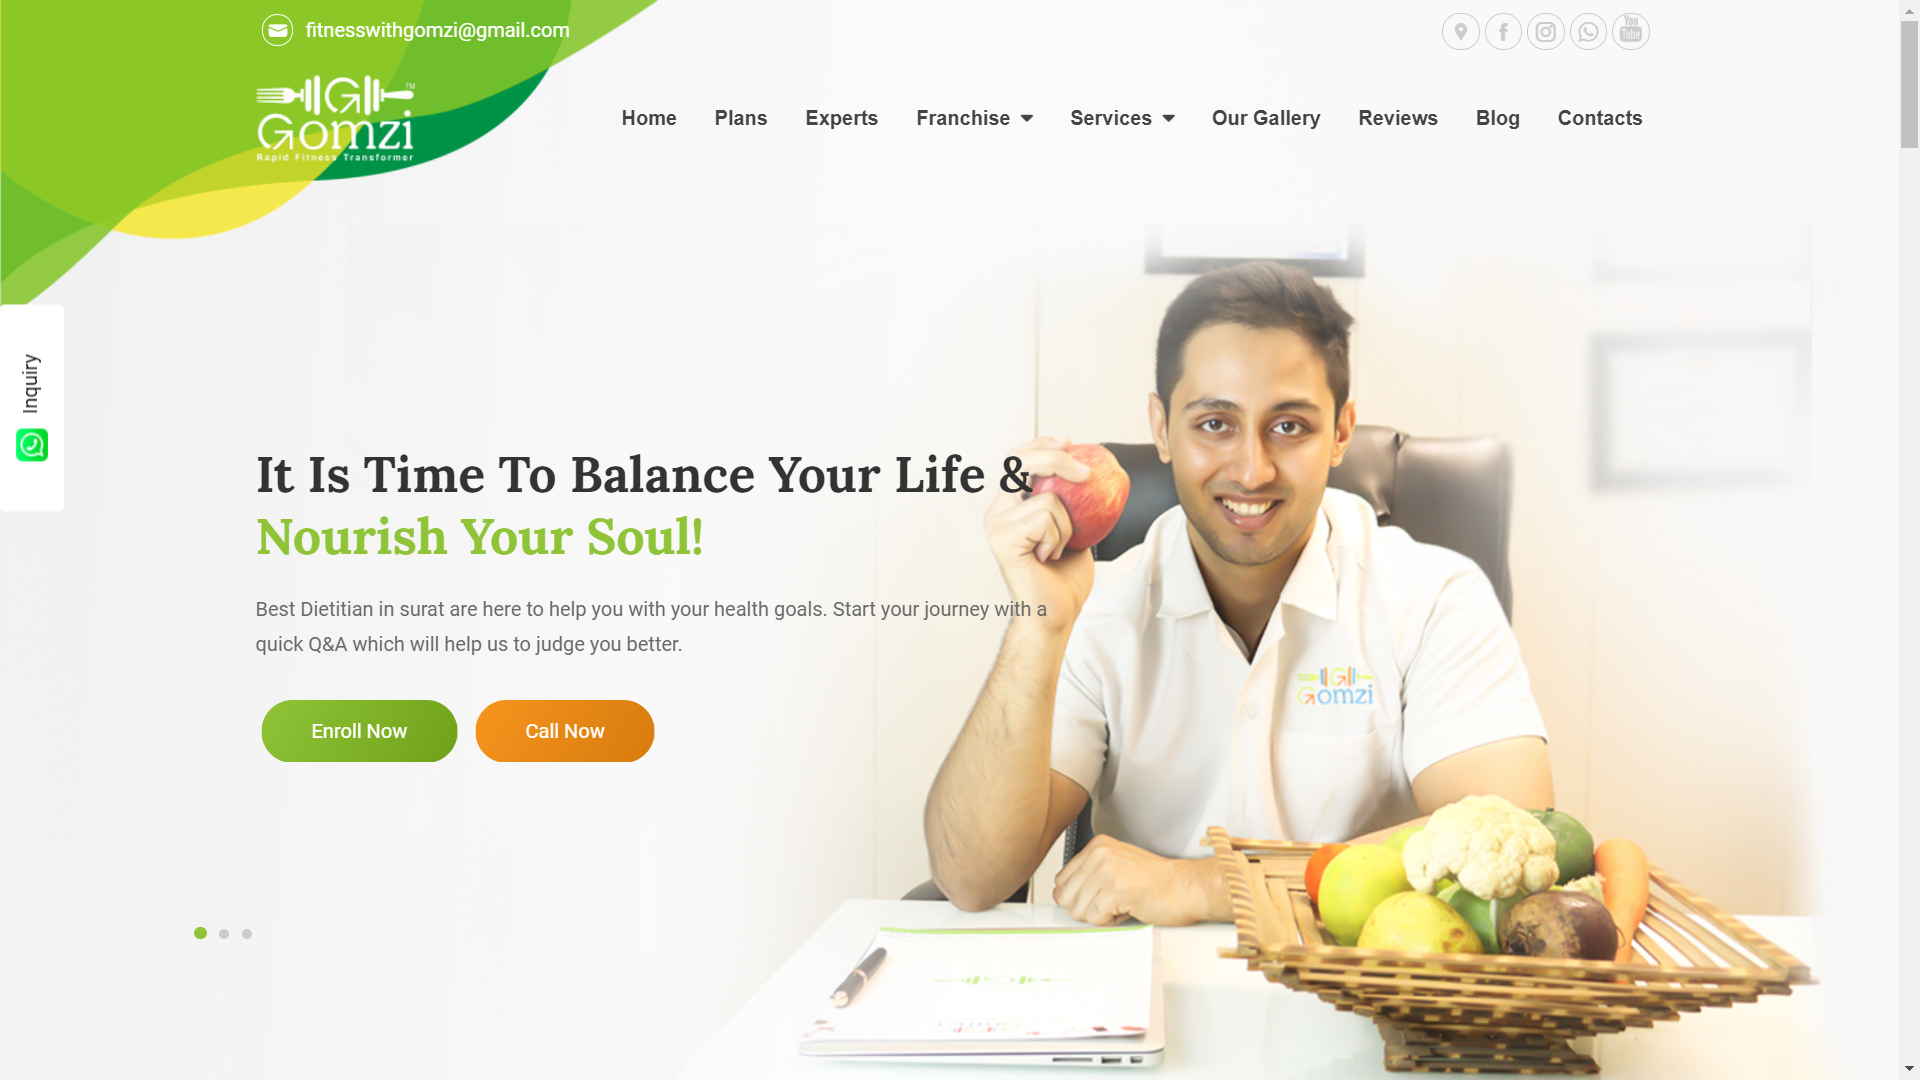 fitnesswithgomzi@gmail.com
You
Tube
TM
Gomzi
Rapid Fitness Transformer
Home
Plans
Experts
Franchise
Services
Our Gallery
Reviews
Blog
Contacts
Inquiry
It Is Time To Balance Your Life &
Nourish Your Soul!
Best Dietitian in surat are here to help you with your health goals. Start your journey with a
quick Q&A which will help us to judge you better.
Enroll Now
Call Now
Gomzi